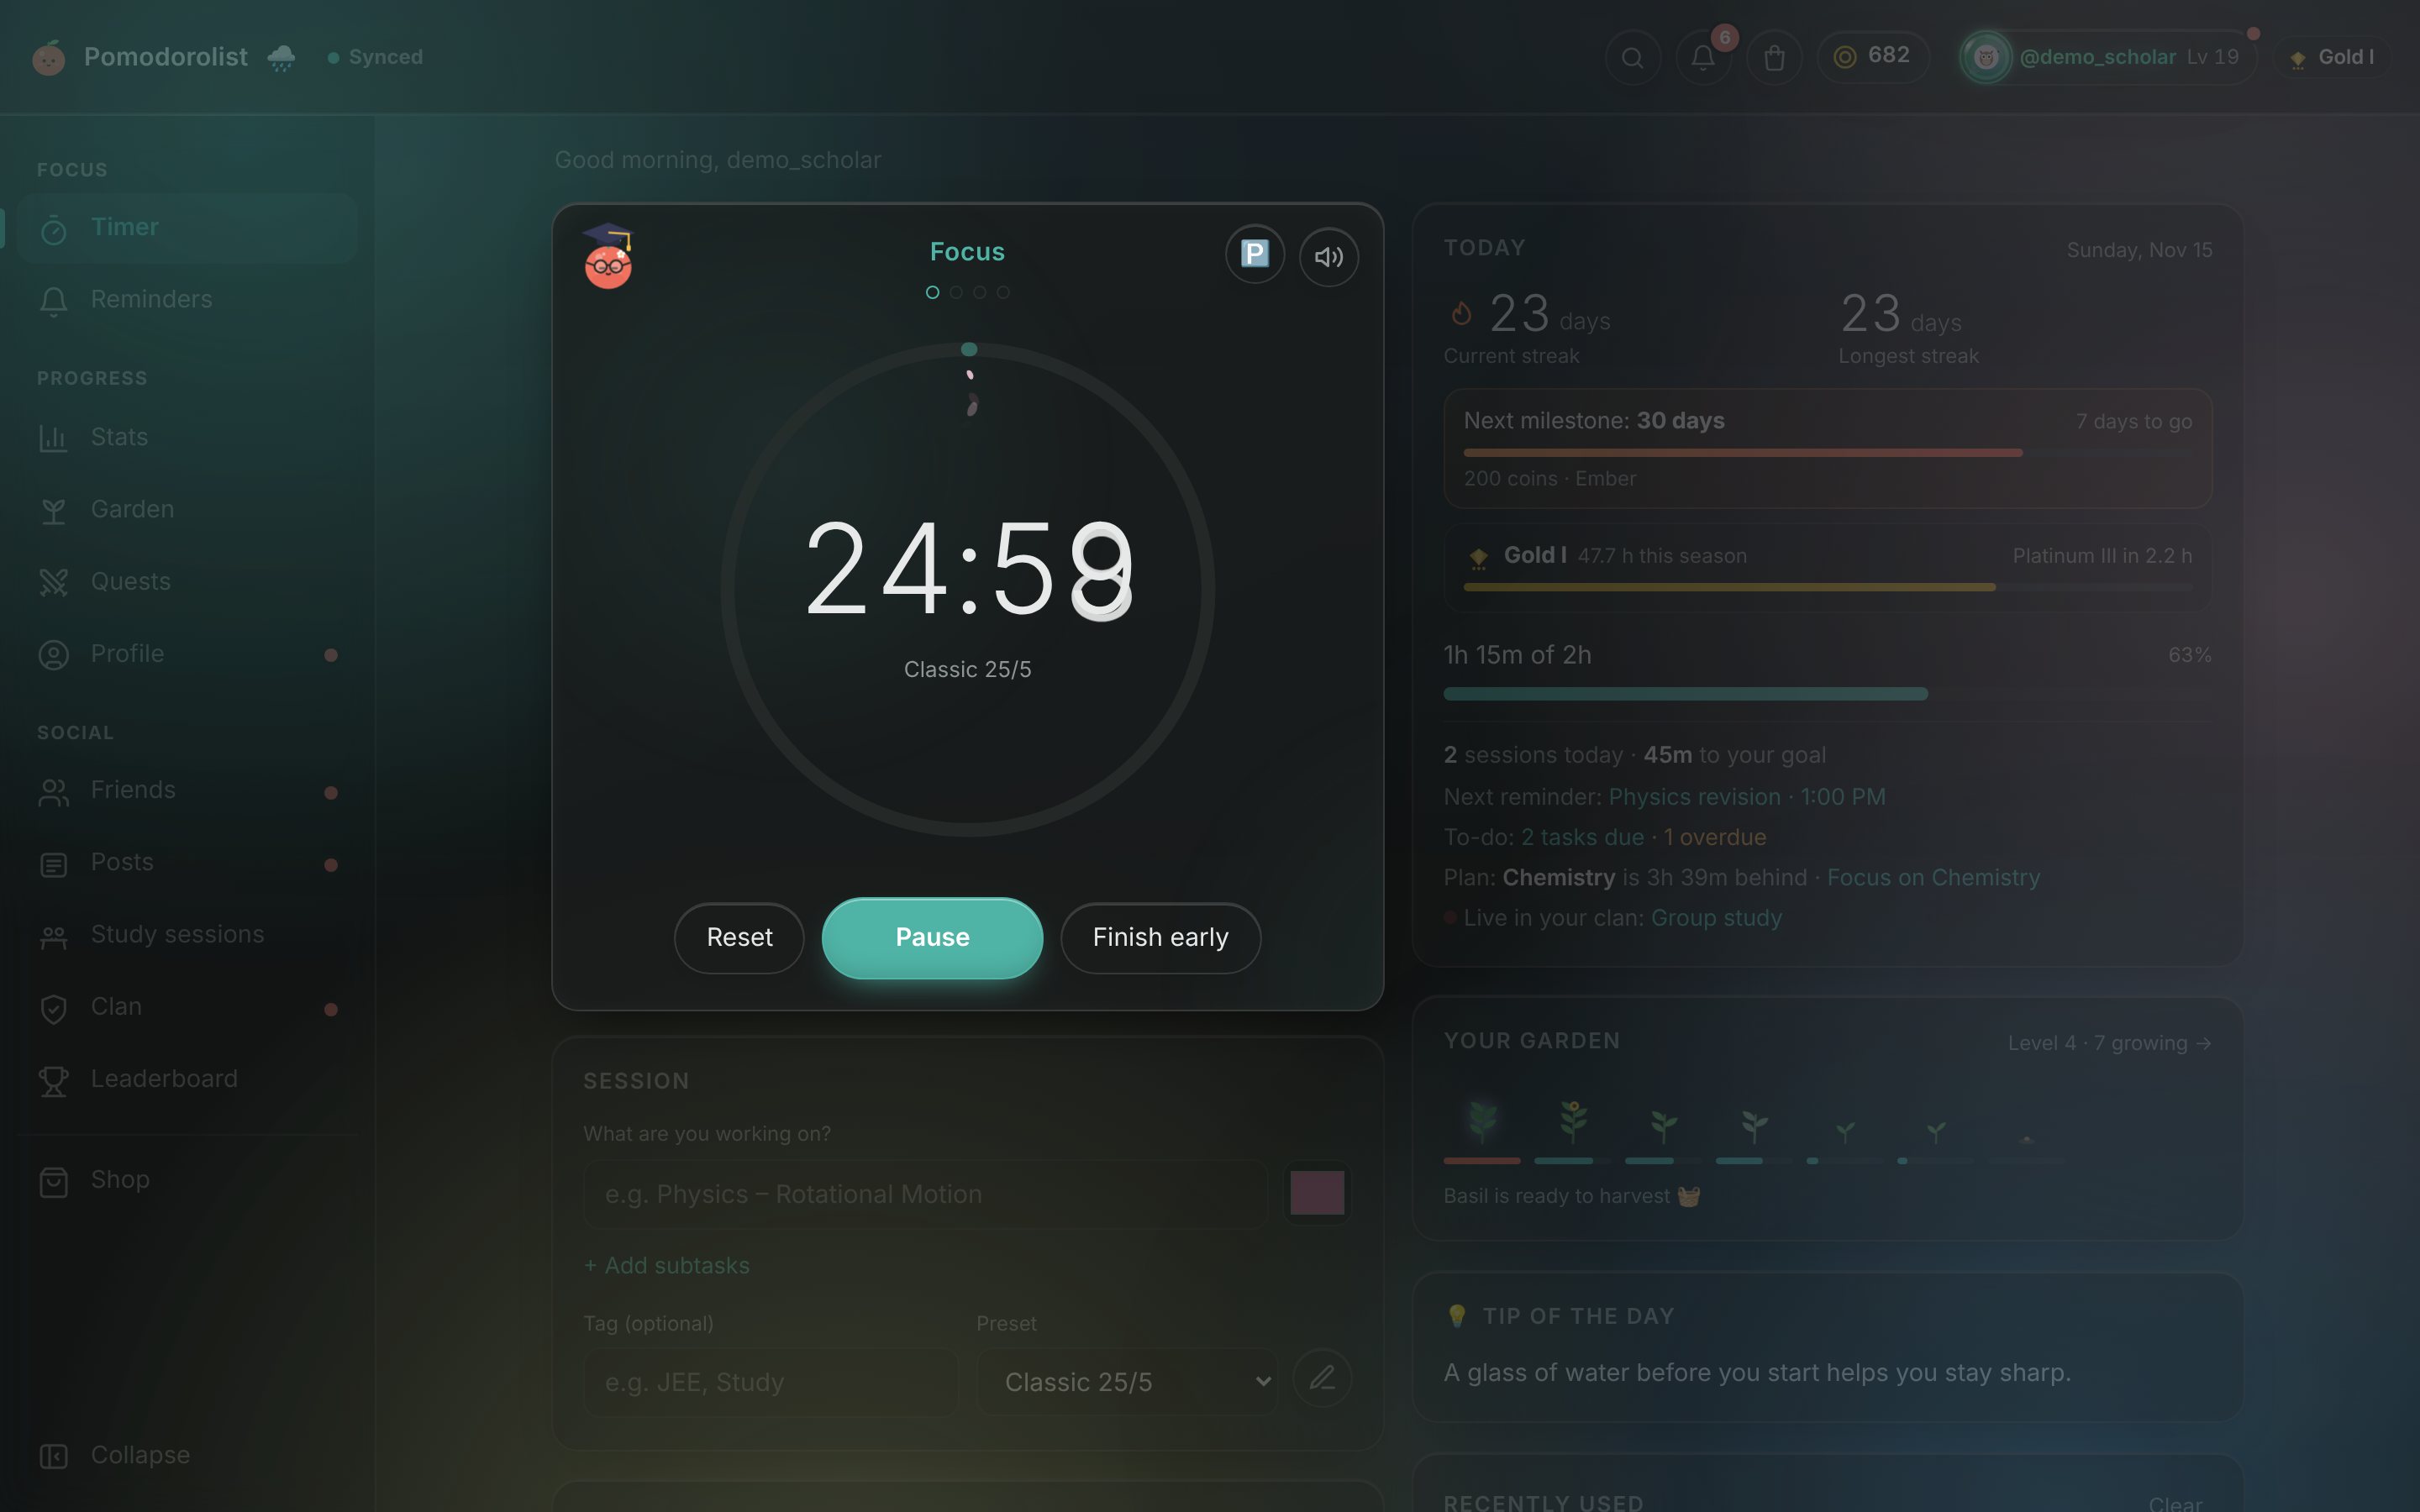 Pomodorolist
Synced
6
682
@demo_scholar Lv 19
Gold I
FOCUS
Timer
Reminders
PROGRESS
Stats
Garden
Quests
Profile
SOCIAL
Friends
Posts
Study sessions
Clan
Leaderboard
Shop
Collapse
Good morning, demo_scholar
Focus
P
Classic 25/5
Reset
Pause
Finish early
SESSION
What are you working on?
e.g. Physics – Rotational Motion
+ Add subtasks
Tag (optional)
Preset
e.g. JEE, Study
Classic 25/5
TODAY
Sunday, Nov 15
23 days
Current streak
23 days
Longest streak
Next milestone: 30 days
7 days to go
200 coins · Ember
Gold I 47.7 h this season
Platinum III in 2.2 h
1h 15m of 2h
63%
2 sessions today · 45m to your goal
Next reminder: Physics revision · 1:00 PM
To-do: 2 tasks due · 1 overdue
Plan: Chemistry is 3h 39m behind · Focus on Chemistry
Live in your clan: Group study
YOUR GARDEN
Level 4 · 7 growing →
Basil is ready to harvest
TIP OF THE DAY
A glass of water before you start helps you stay sharp.
RECENTLY USED
Clear